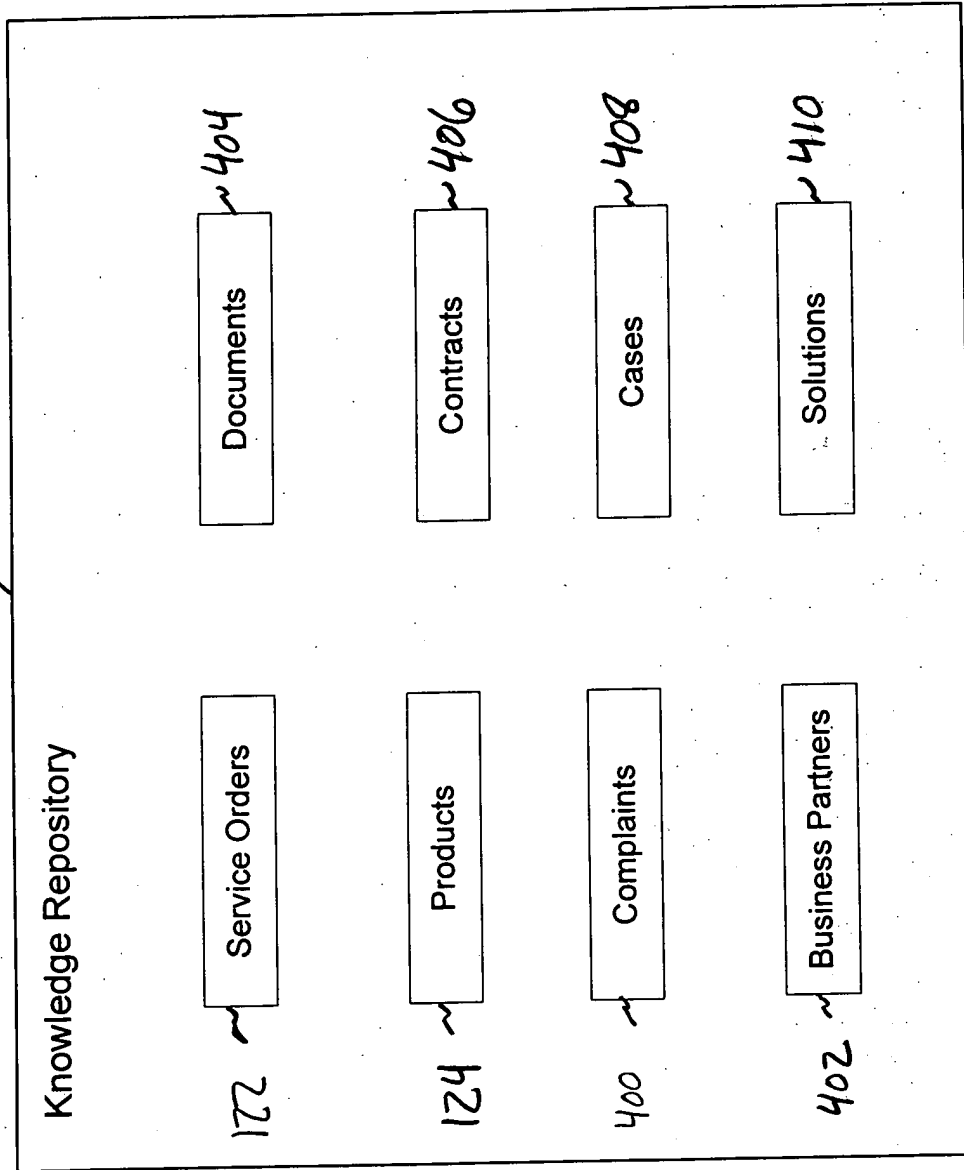 Knowledge Repository
122 Service Orders
Documents 404
124 Products
Contracts 406
400 Complaints
Cases 408
402 Business Partners
Solutions 410